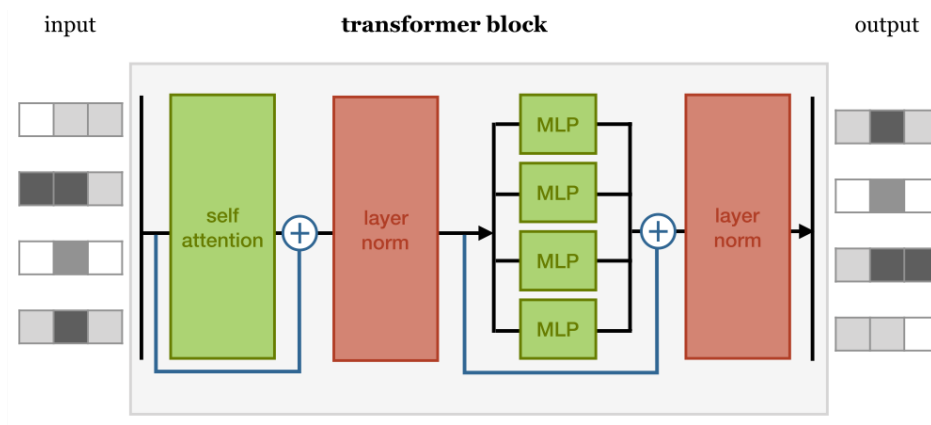 input
transformer block
output
self
attention
layer
norm
MLP
MLP
MLP
MLP
layer
norm